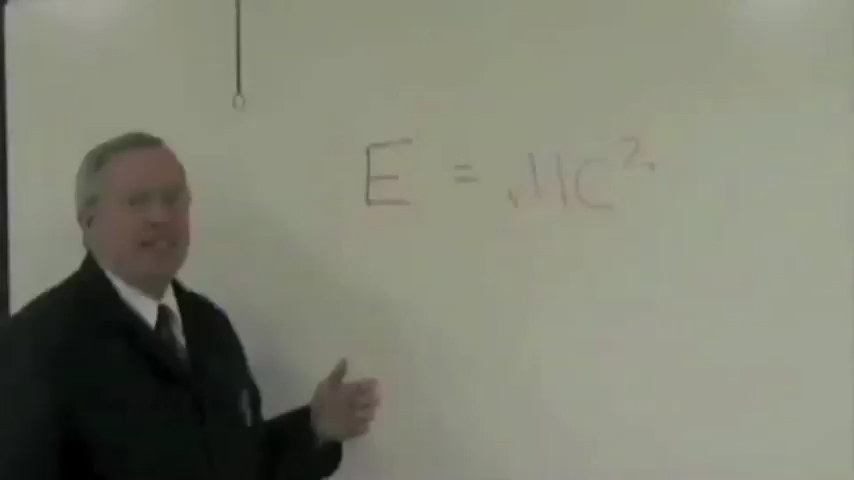 E = MC²